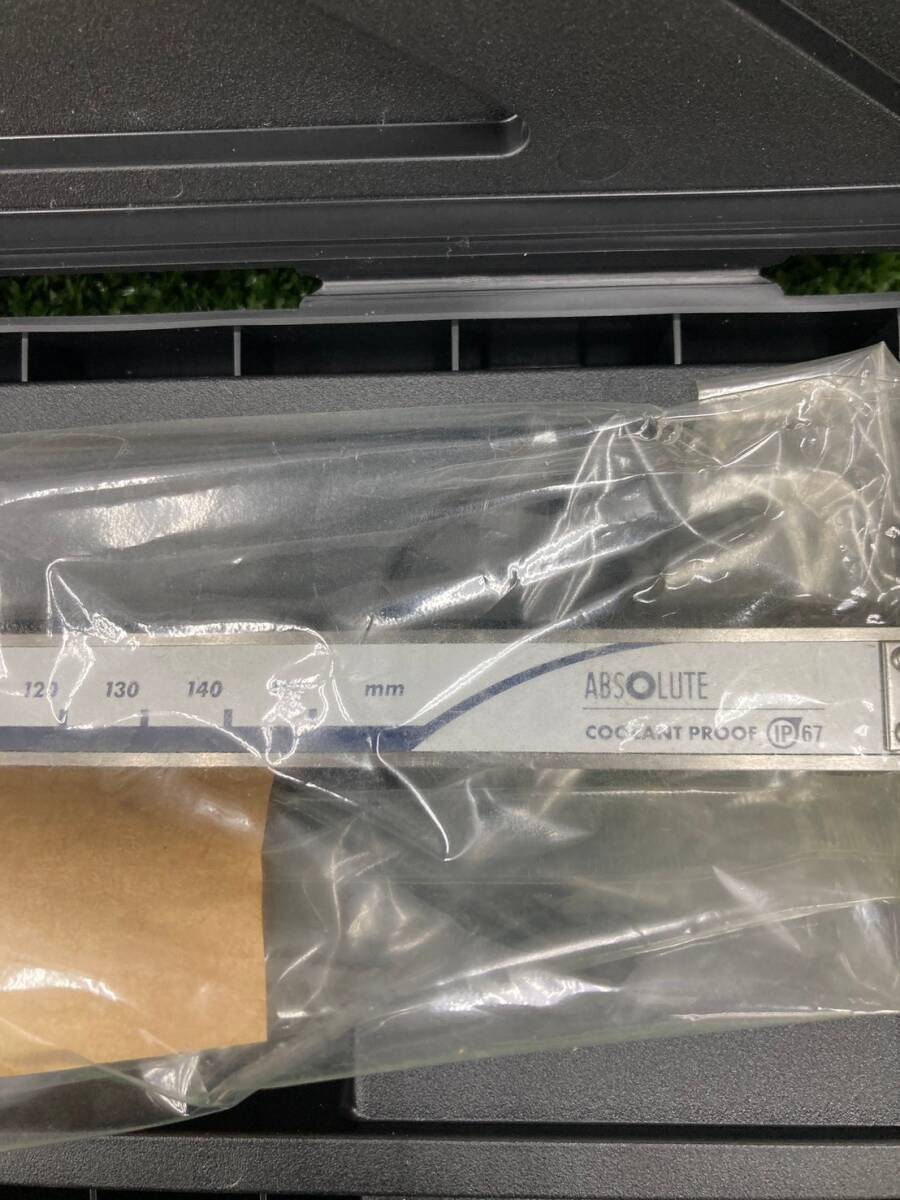 120 130 140 mm
ABSOLUTE
COOLANT PROOF IP67